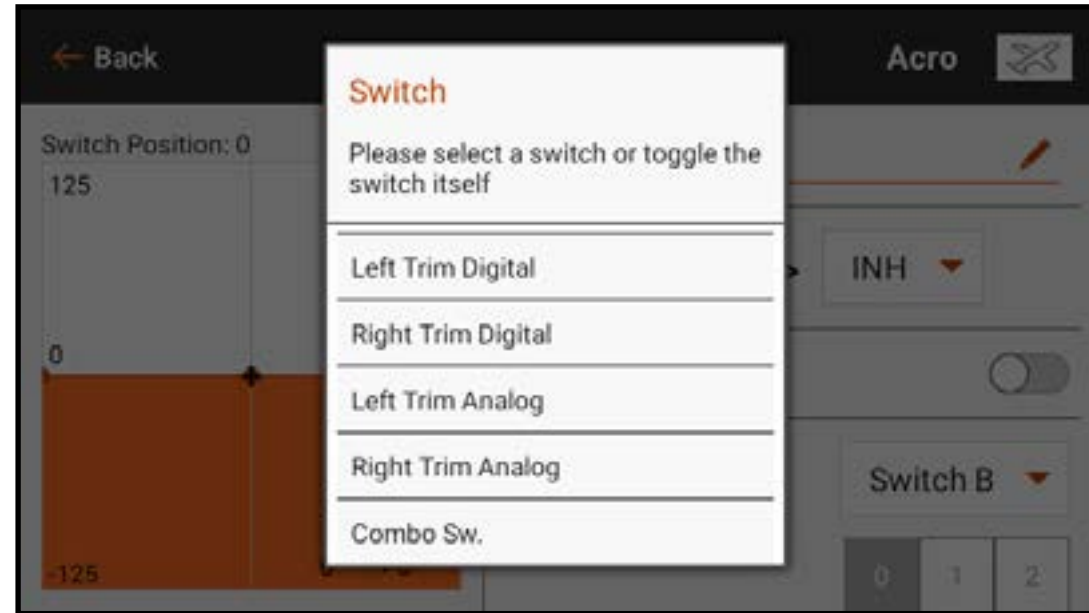 Back
Acro
Switch
Switch Position: 0
Please select a switch or toggle the
switch itself
125
Left Trim Digital
INH
Right Trim Digital
0
Left Trim Analog
Right Trim Analog
Switch B
Combo Sw.
-125
0 1 2